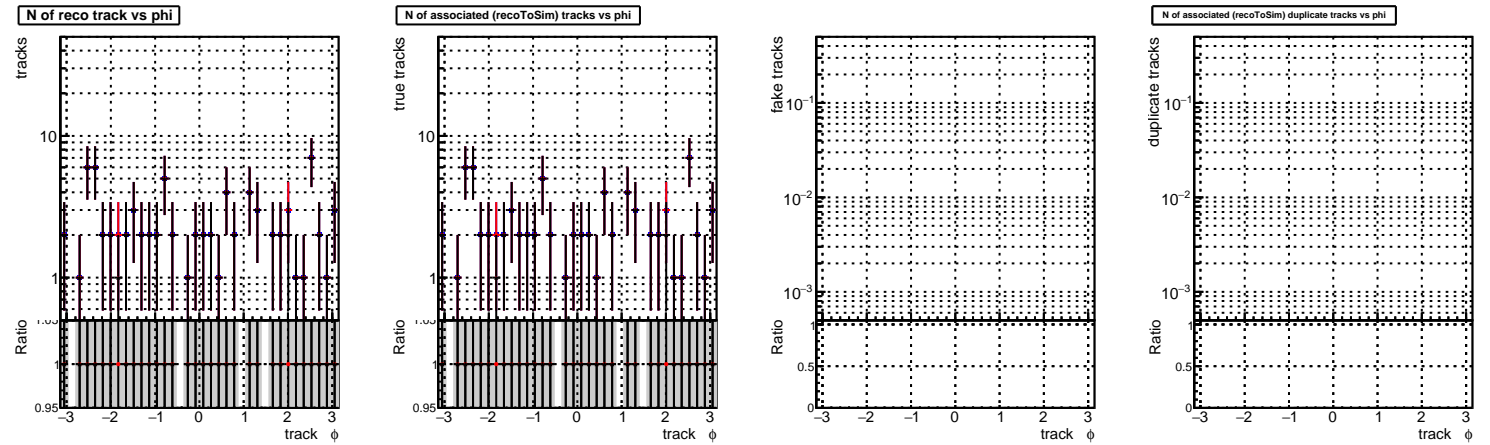 N of reco track vs phi
tracks
10
1
Ratio
1.05
1
0.95
−3 −2 −1 0 1 2 3
track ϕ
N of associated (recoToSim) tracks vs phi
true tracks
10
1
Ratio
1.05
1
0.95
−3 −2 −1 0 1 2 3
track ϕ
fake tracks
10−1
10−2
10−3
Ratio
1
0.5
0
−3 −2 −1 0 1 2 3
track ϕ
N of associated (recoToSim) duplicate tracks vs phi
duplicate tracks
10−1
10−2
10−3
Ratio
1
0.5
0
−3 −2 −1 0 1 2 3
track ϕ